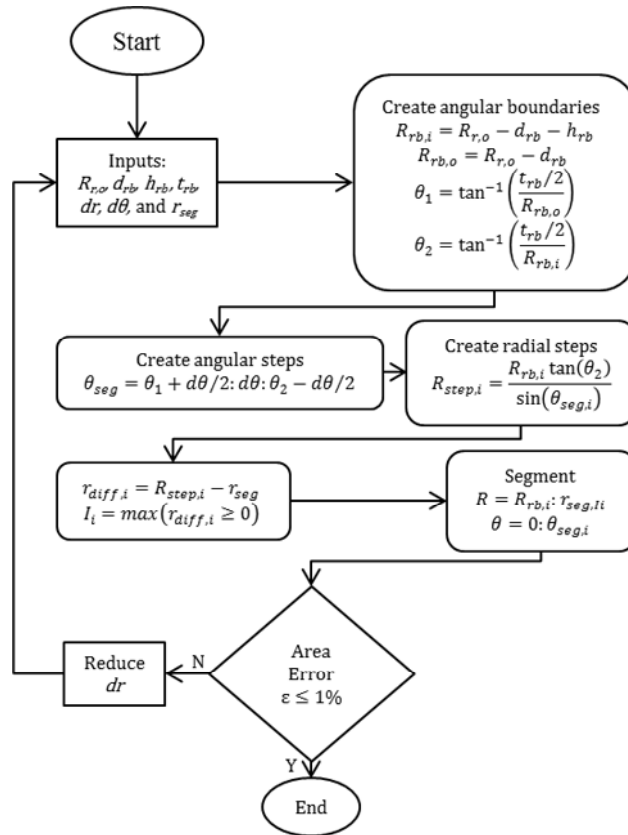 Start
Inputs:
R_{r,o}, d_{rb}, h_{rb}, t_{rb},
dr, dθ, and r_{seg}
Create angular boundaries
R_{rb,i} = R_{r,o} − d_{rb} − h_{rb}
R_{rb,o} = R_{r,o} − d_{rb}
θ_1 = tan^{−1}((t_{rb}/2)/R_{rb,o})
θ_2 = tan^{−1}((t_{rb}/2)/R_{rb,i})
Create angular steps
θ_{seg} = θ_1 + dθ/2: dθ: θ_2 − dθ/2
Create radial steps
R_{step,i} = (R_{rb,i} tan(θ_2))/(sin(θ_{seg,i}))
r_{diff,i} = R_{step,i} − r_{seg}
I_i = max(r_{diff,i} ≥ 0)
Segment
R = R_{rb,i}: r_{seg,Ii}
θ = 0: θ_{seg,i}
Area
Error
ε ≤ 1%
N
Reduce
dr
Y
End